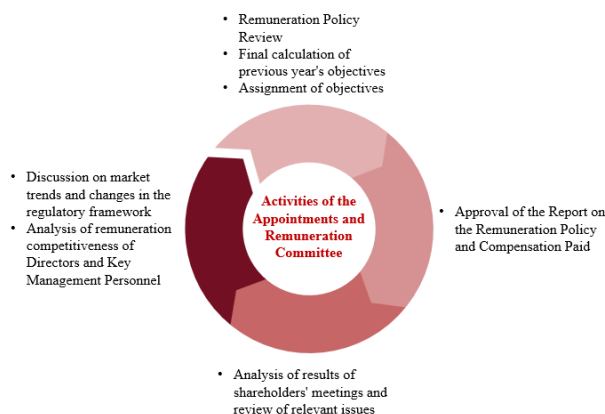 • Remuneration Policy
Review
• Final calculation of
previous year's objectives
• Assignment of objectives
• Discussion on market
trends and changes in the
regulatory framework
• Analysis of remuneration
competitiveness of
Directors and Key
Management Personnel
Activities of the
Appointments and
Remuneration
Committee
• Approval of the Report on
the Remuneration Policy
and Compensation Paid
• Analysis of results of
shareholders' meetings and
review of relevant issues